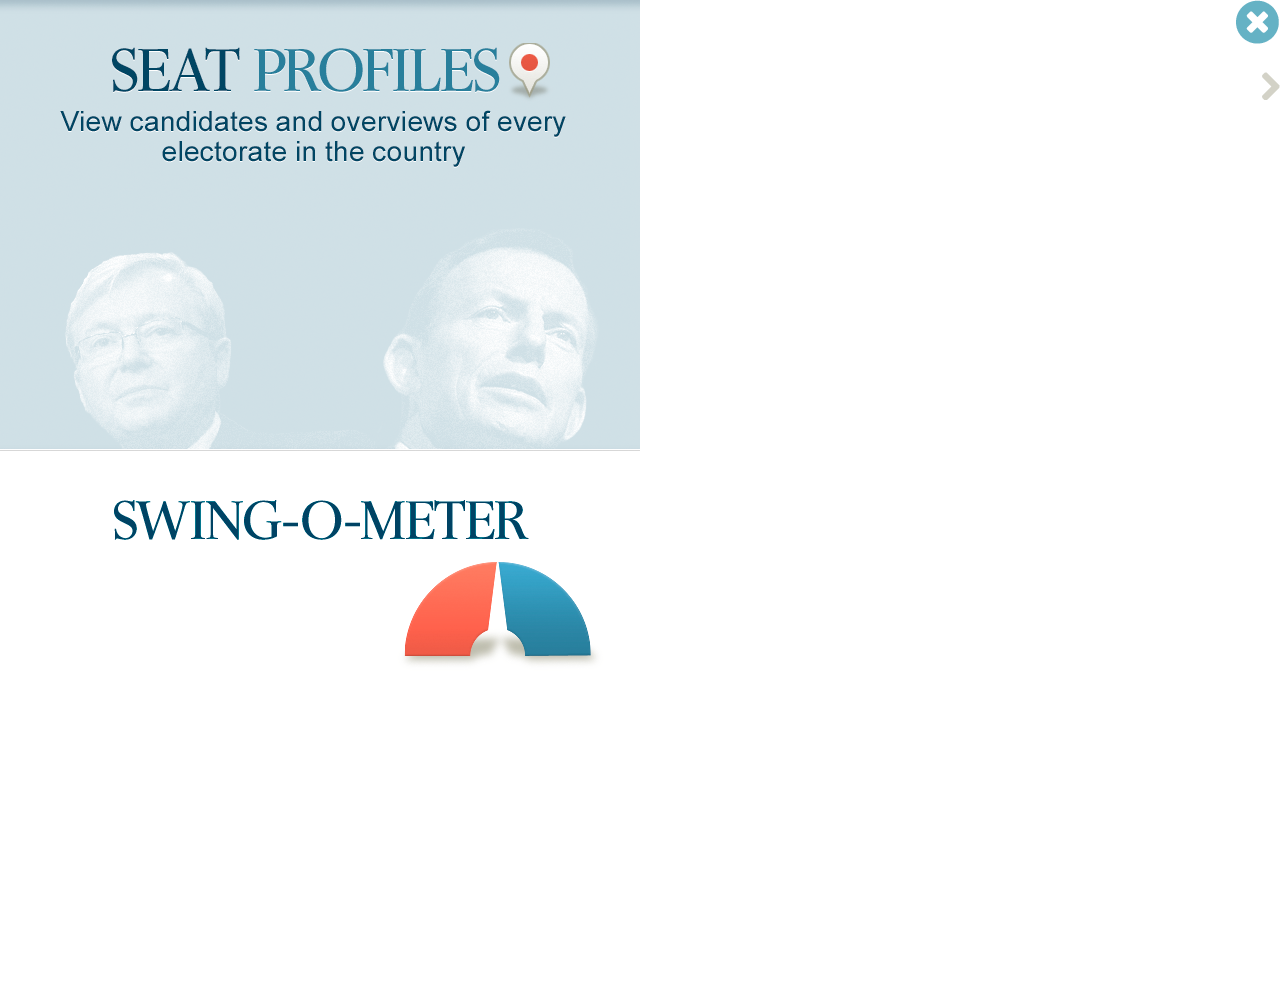 SEAT PROFILES
View candidates and overviews of every
electorate in the country
SWING-O-METER